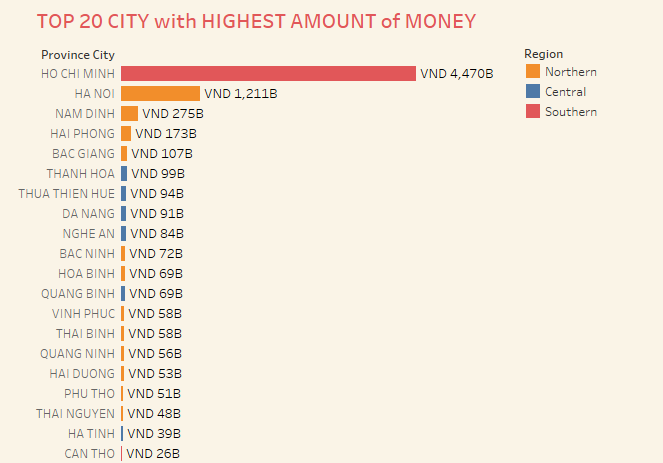 TOP 20 CITY with HIGHEST AMOUNT of MONEY
Province City
HO CHI MINH VND 4,470B
HA NOI VND 1,211B
NAM DINH VND 275B
HAI PHONG VND 173B
BAC GIANG VND 107B
THANH HOA VND 99B
THUA THIEN HUE VND 94B
DA NANG VND 91B
NGHE AN VND 84B
BAC NINH VND 72B
HOA BINH VND 69B
QUANG BINH VND 69B
VINH PHUC VND 58B
THAI BINH VND 58B
QUANG NINH VND 56B
HAI DUONG VND 53B
PHU THO VND 51B
THAI NGUYEN VND 48B
HA TINH VND 39B
CAN THO VND 26B
Region
Northern
Central
Southern